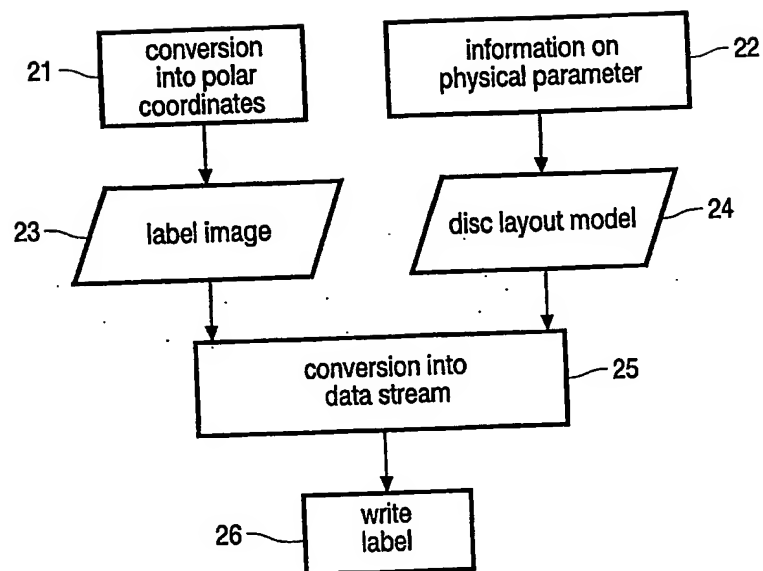 21
conversion
into polar
coordinates
information on
physical parameter
22
23
label image
disc layout model
24
conversion into
data stream
25
26
write
label